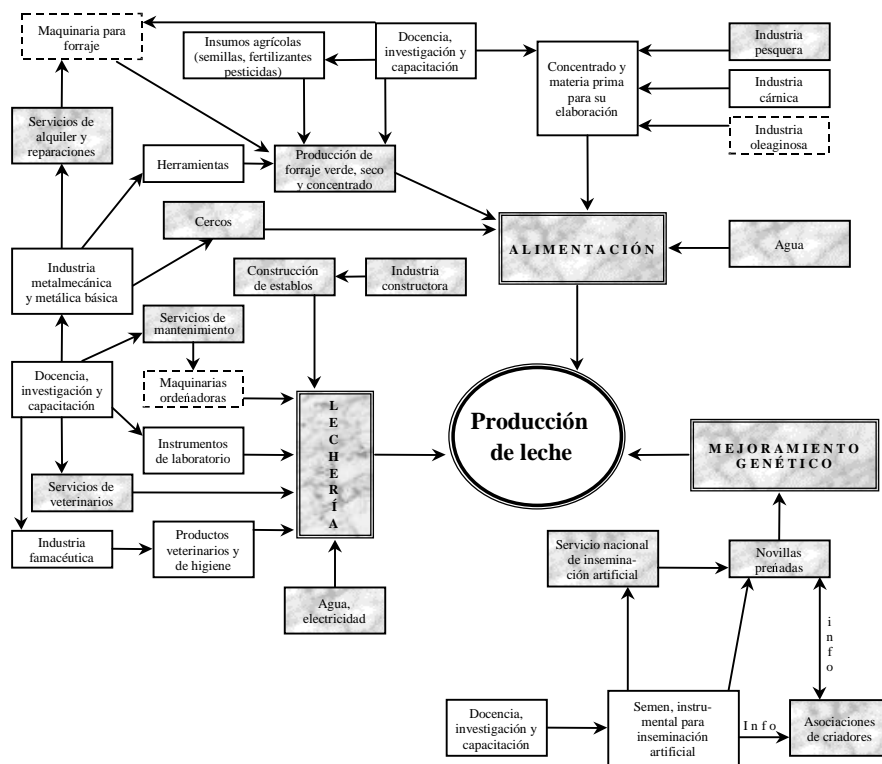 Maquinaria para
forraje
Insumos agrícolas
(semillas, fertilizantes
pesticidas)
Docencia,
investigación y
capacitación
Concentrado y
materia prima
para su
elaboración
Industria
pesquera
Industria
cárnica
Industria
oleaginosa
Servicios de
alquiler y
reparaciones
Herramientas
Producción de
forraje verde, seco
y concentrado
Cercos
ALIMENTACIÓN
Agua
Industria
metalmecánica
y metálica básica
Construcción
de establos
Industria
constructora
Servicios de
mantenimiento
Docencia,
investigación y
capacitación
Maquinarias
ordeñadoras
LECHERÍA
Producción
de leche
Instrumentos
de laboratorio
MEJORAMIENTO
GENÉTICO
Servicios de
veterinarios
Industria
famacéutica
Productos
veterinarios y
de higiene
Servicio nacional
de insemina-
ción artificial
Novillas
preñadas
Agua,
electricidad
info
Docencia,
investigación y
capacitación
Semen, instru-
mental para
inseminación
artificial
Info
Asociaciones
de criadores